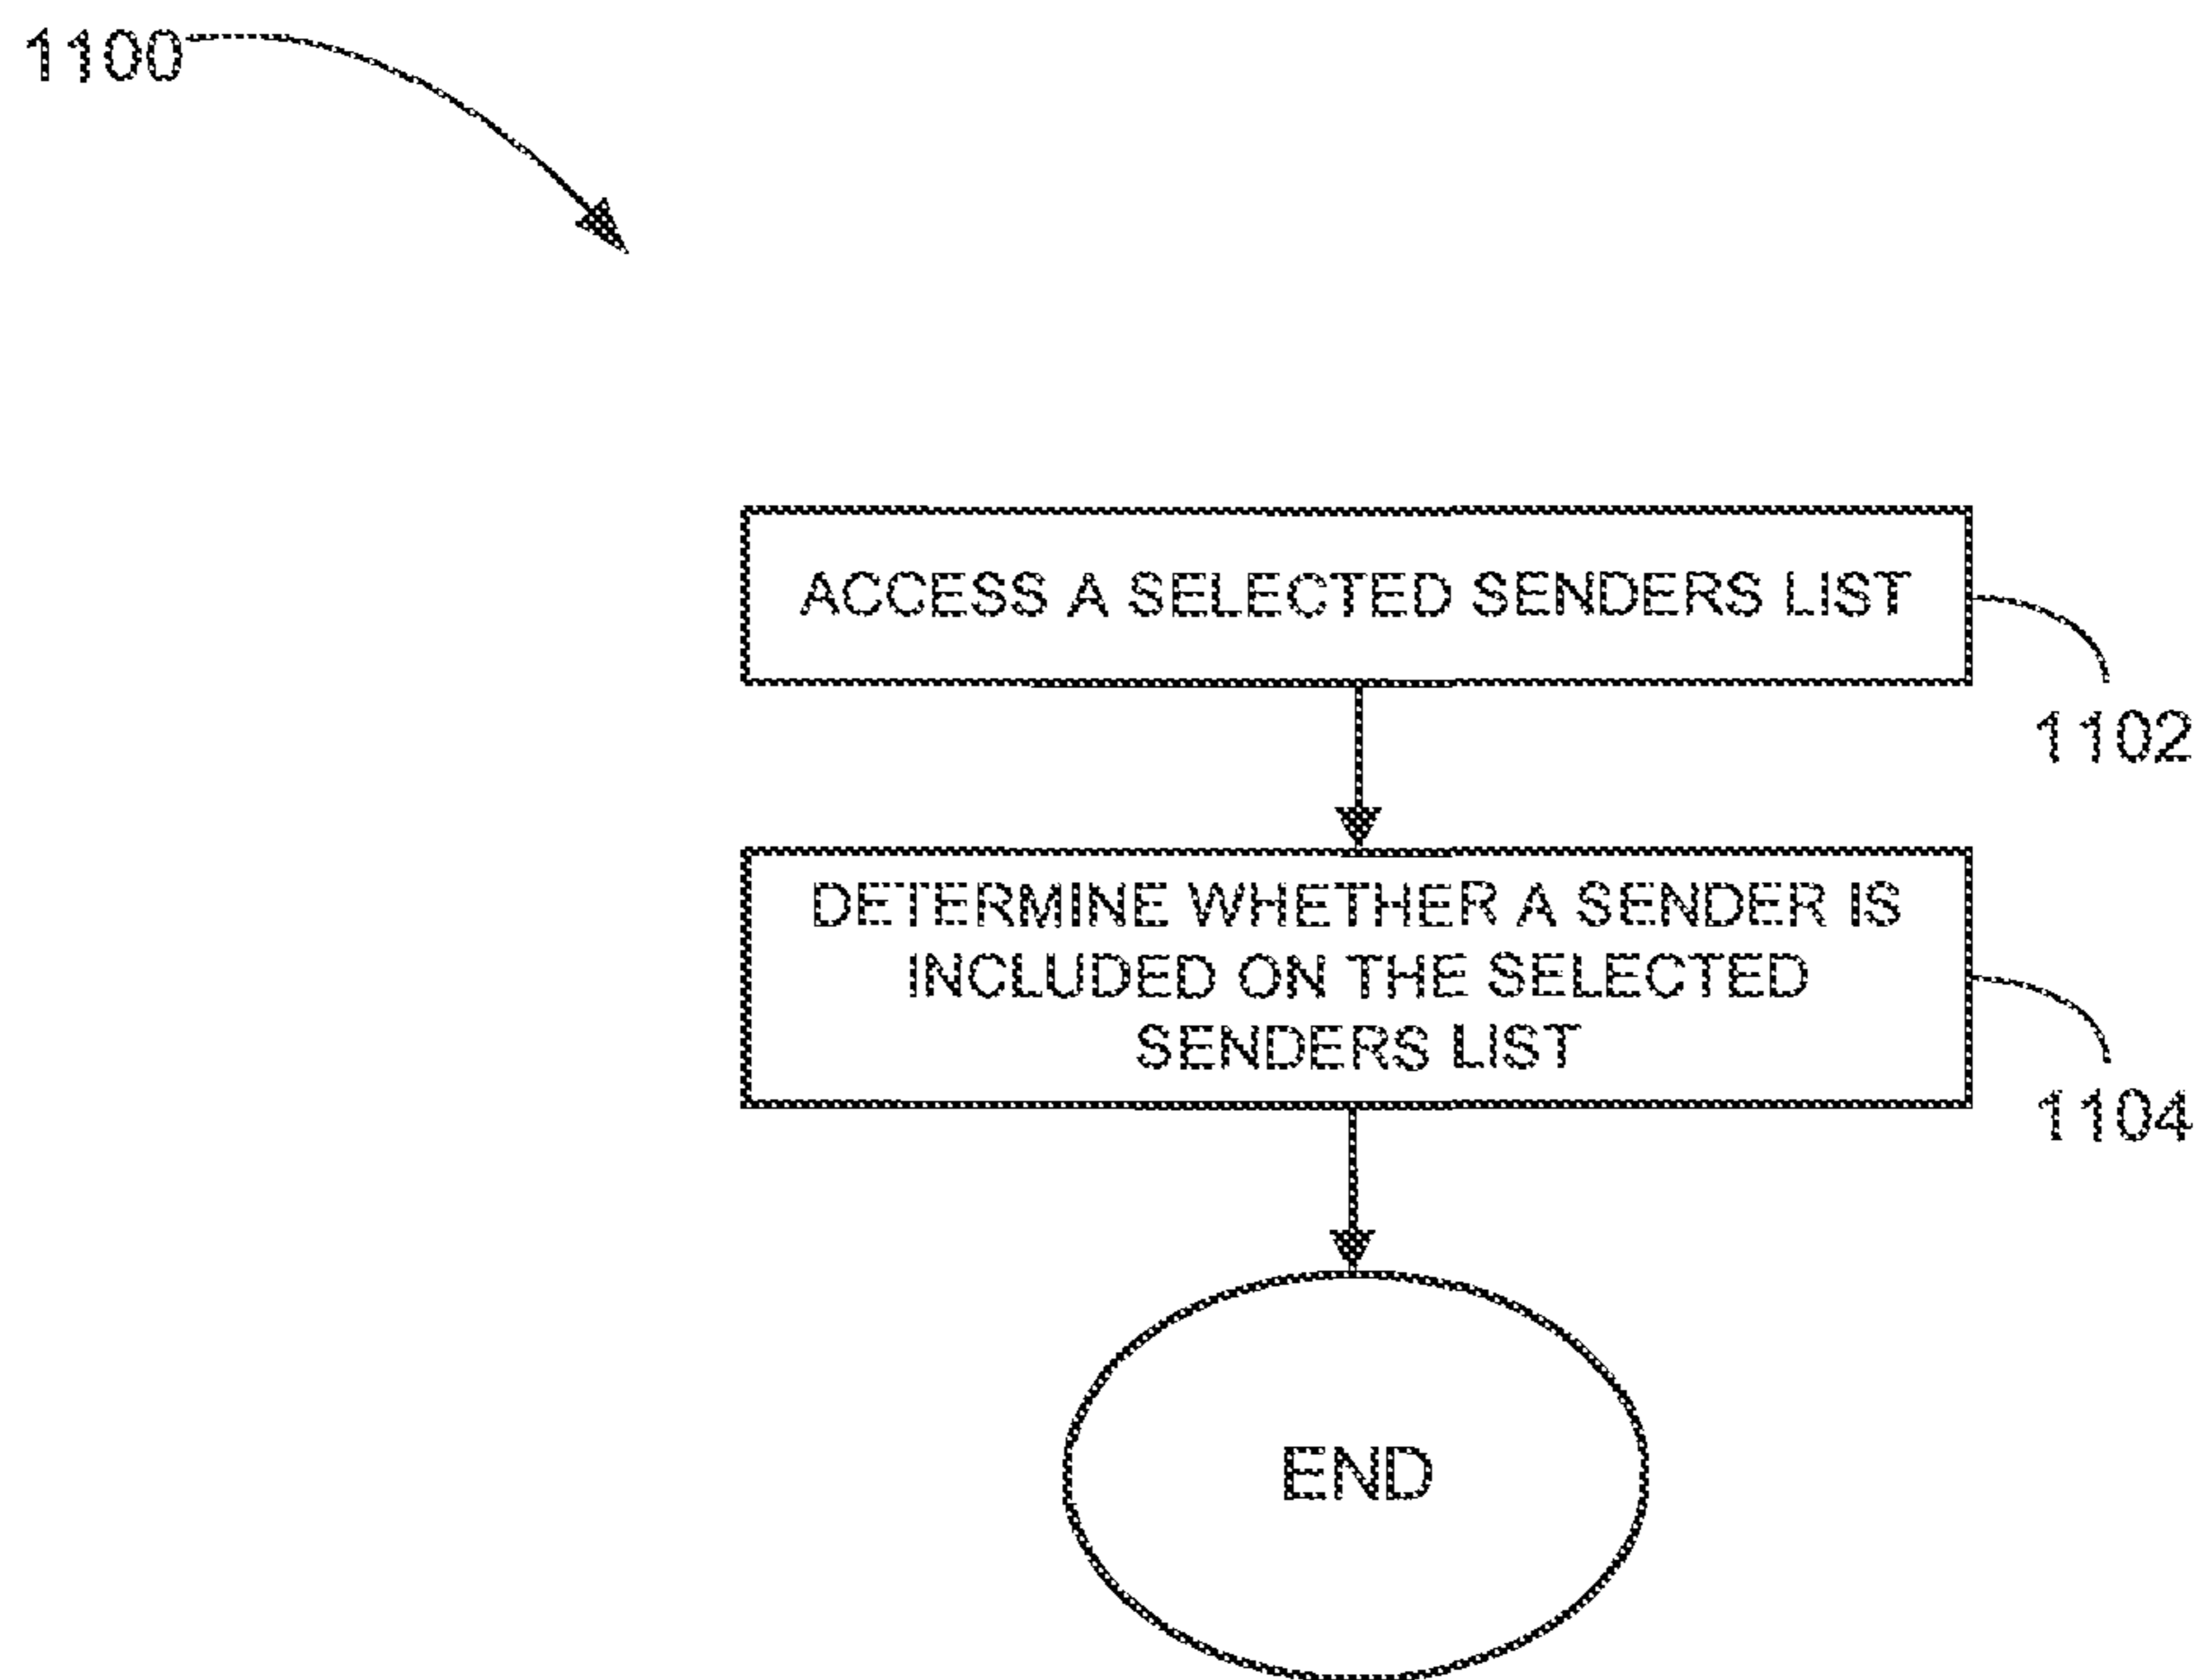 1100
ACCESS A SELECTED SENDERS LIST
1102
DETERMINE WHETHER A SENDER IS
INCLUDED ON THE SELECTED
SENDERS LIST
1104
END